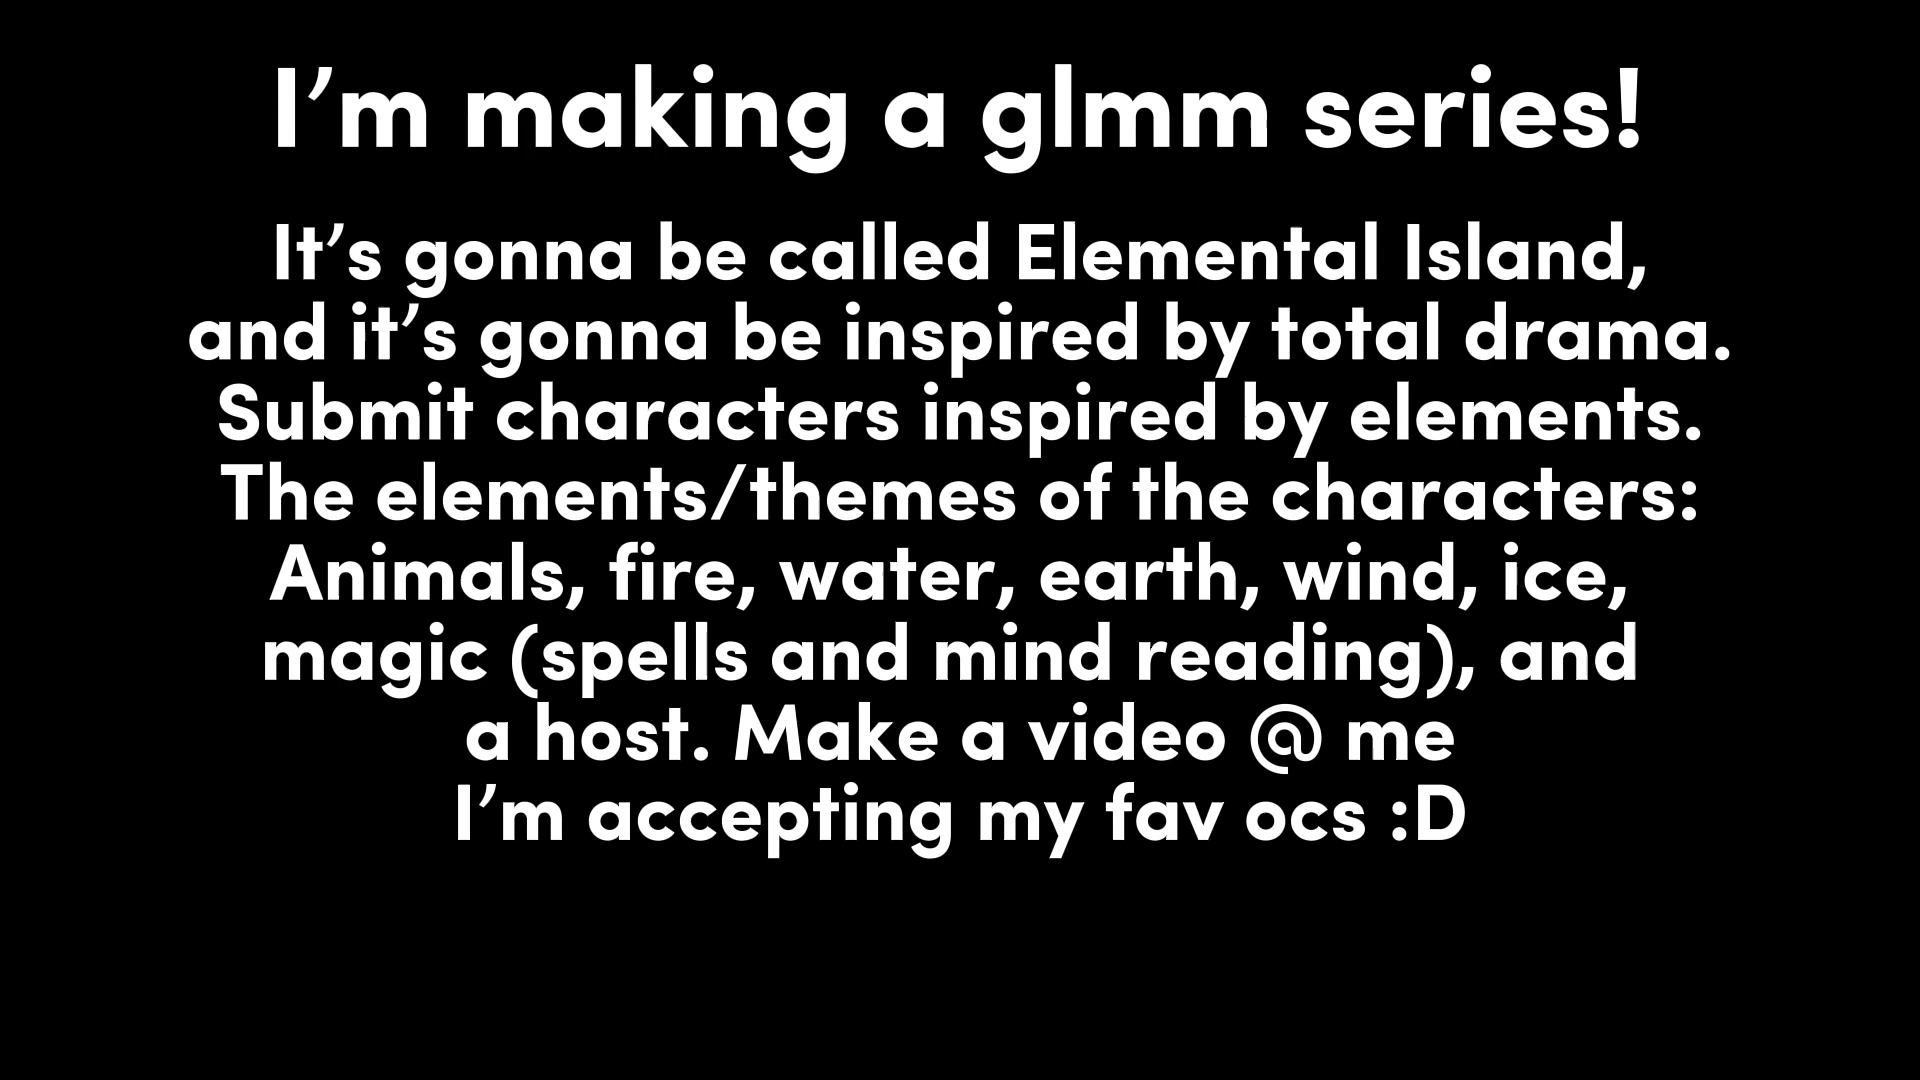 I’m making a glmm series!
It’s gonna be called Elemental Island,
and it’s gonna be inspired by total drama.
Submit characters inspired by elements.
The elements/themes of the characters:
Animals, fire, water, earth, wind, ice,
magic (spells and mind reading), and
a host. Make a video @ me
I’m accepting my fav ocs :D